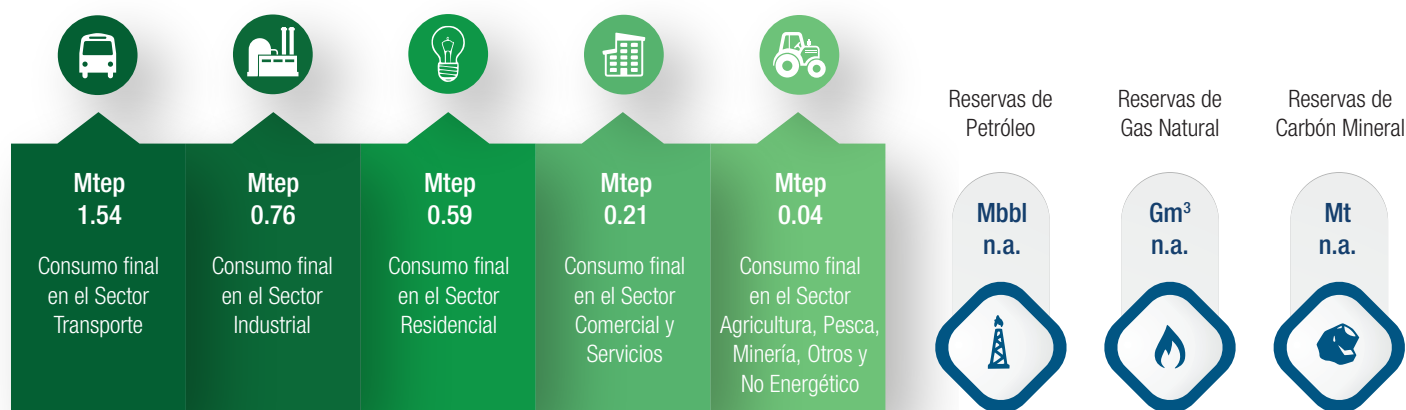 Mtep
1.54
Consumo final
en el Sector
Transporte
Mtep
0.76
Consumo final
en el Sector
Industrial
Mtep
0.59
Consumo final
en el Sector
Residencial
Mtep
0.21
Consumo final
en el Sector
Comercial y
Servicios
Mtep
0.04
Consumo final
en el Sector
Agricultura, Pesca,
Minería, Otros y
No Energético
Reservas de
Petróleo
Mbbl
n.a.
Reservas de
Gas Natural
Gm³
n.a.
Reservas de
Carbón Mineral
Mt
n.a.